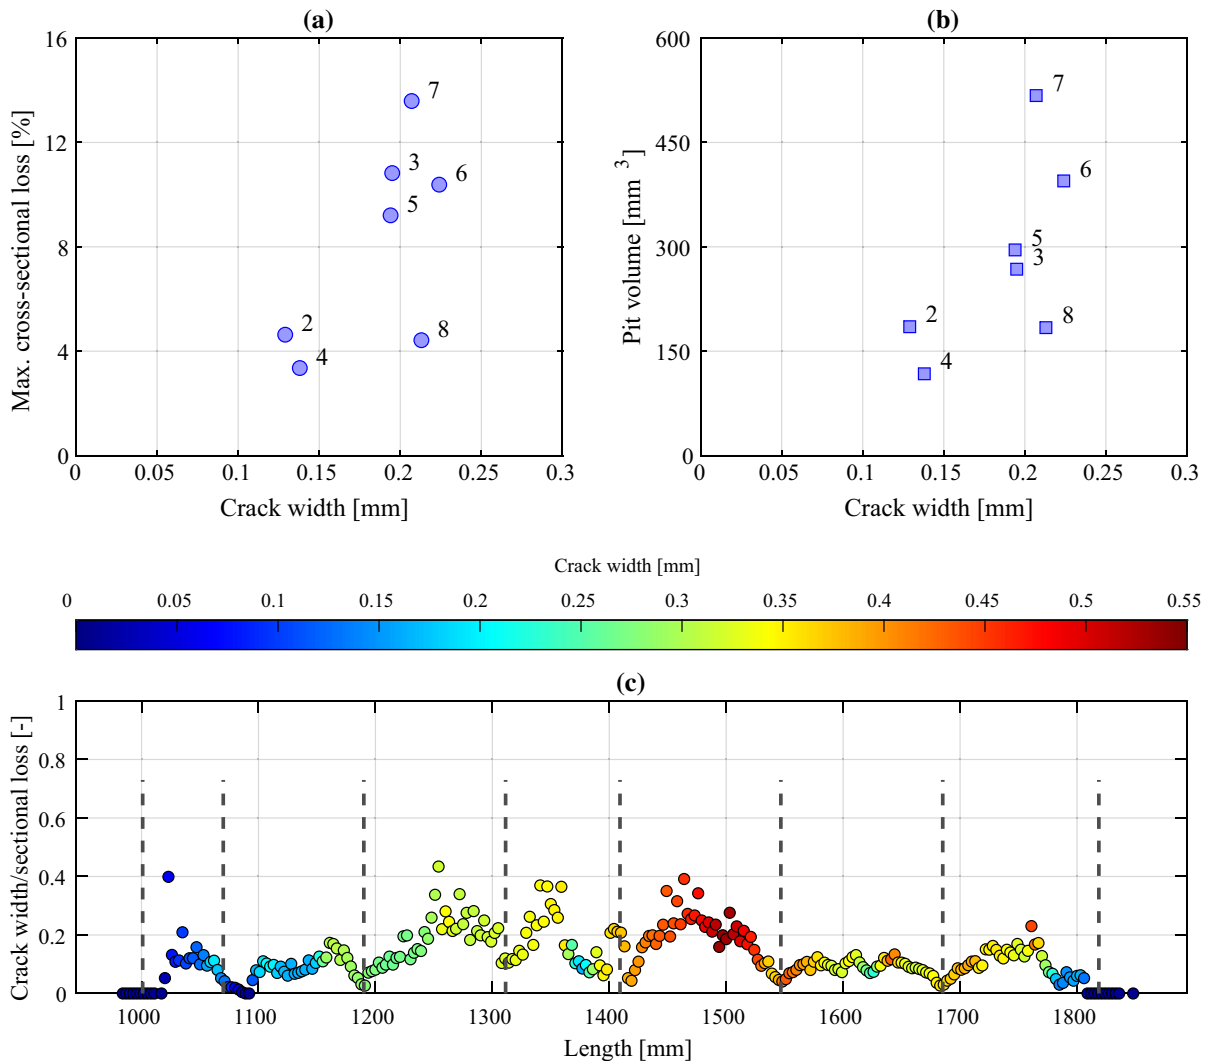 (a)
16
12
8
4
0
Max. cross-sectional loss [%]
7
3
6
5
2
8
4
0 0.05 0.1 0.15 0.2 0.25 0.3
Crack width [mm]
(b)
600
450
300
150
0
Pit volume [mm 3]
7
6
5
3
2
8
4
0 0.05 0.1 0.15 0.2 0.25 0.3
Crack width [mm]
Crack width [mm]
0 0.05 0.1 0.15 0.2 0.25 0.3 0.35 0.4 0.45 0.5 0.55
(c)
1
0.8
0.6
0.4
0.2
0
Crack width/sectional loss [-]
1000 1100 1200 1300 1400 1500 1600 1700 1800
Length [mm]